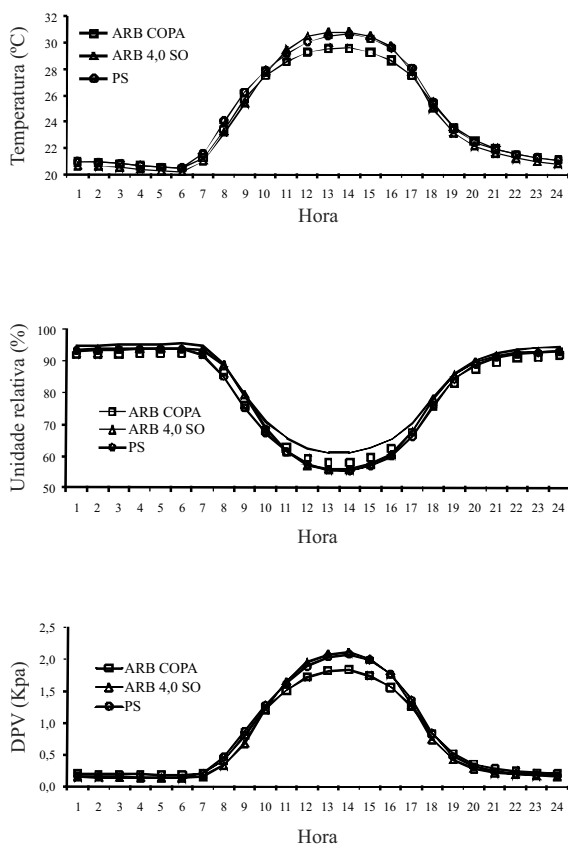 Temperatura (ºC)
32
30
28
26
24
22
20
ARB COPA
ARB 4,0 SO
PS
1 2 3 4 5 6 7 8 9 10 11 12 13 14 15 16 17 18 19 20 21 22 23 24
Hora
Unidade relativa (%)
100
90
80
70
60
50
ARB COPA
ARB 4,0 SO
PS
1 2 3 4 5 6 7 8 9 10 11 12 13 14 15 16 17 18 19 20 21 22 23 24
Hora
DPV (Kpa)
2,5
2,0
1,5
1,0
0,5
0,0
ARB COPA
ARB 4,0 SO
PS
1 2 3 4 5 6 7 8 9 10 11 12 13 14 15 16 17 18 19 20 21 22 23 24
Hora